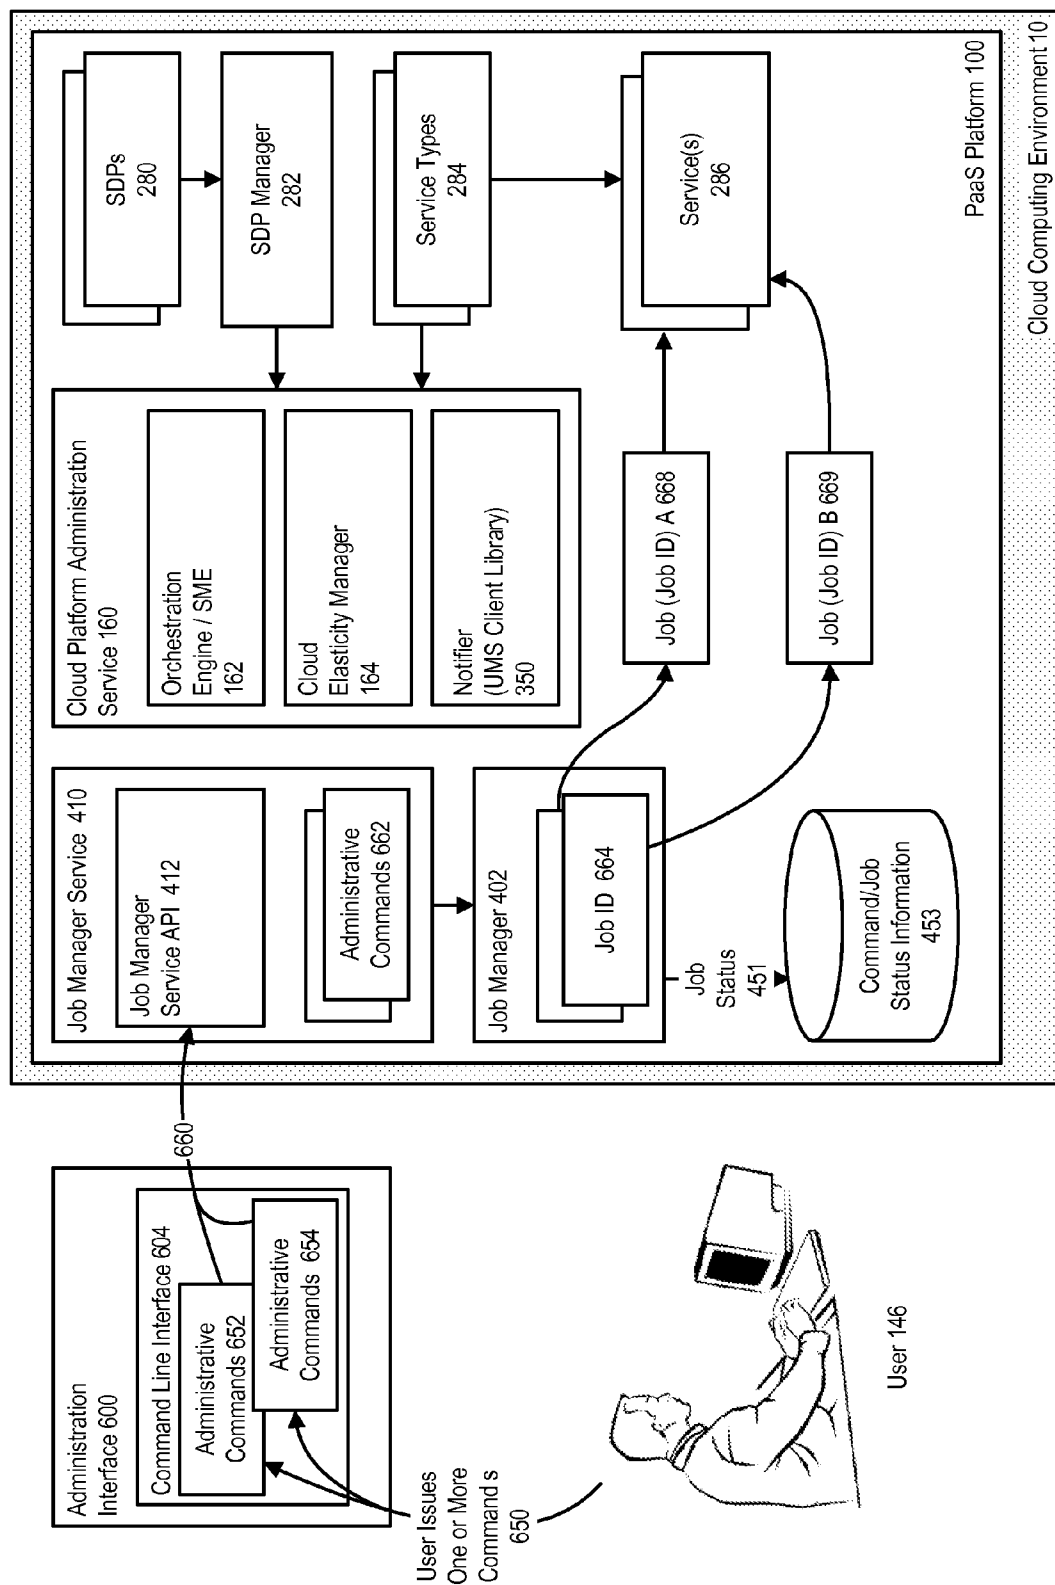 Administration
Interface 600
Command Line Interface 604
Administrative
Commands 652
Administrative
Commands 654
User Issues
One or More
Commands
650
User 146
660
Job Manager Service 410
Job Manager
Service API 412
Administrative
Commands 662
Job Manager 402
Job ID 664
Job
Status
451
Command/Job
Status Information
453
Cloud Platform Administration
Service 160
Orchestration
Engine / SME
162
Cloud
Elasticity Manager
164
Notifier
(UMS Client Library)
350
Job (Job ID) A 668
Job (Job ID) B 669
SDPs
280
SDP Manager
282
Service Types
284
Service(s)
286
PaaS Platform 100
Cloud Computing Environment 10